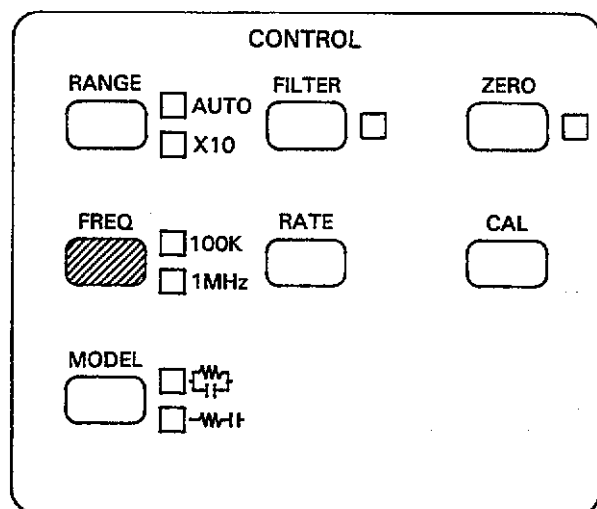 CONTROL
RANGE
AUTO
X10
FILTER
ZERO
FREQ
100K
1MHz
RATE
CAL
MODEL